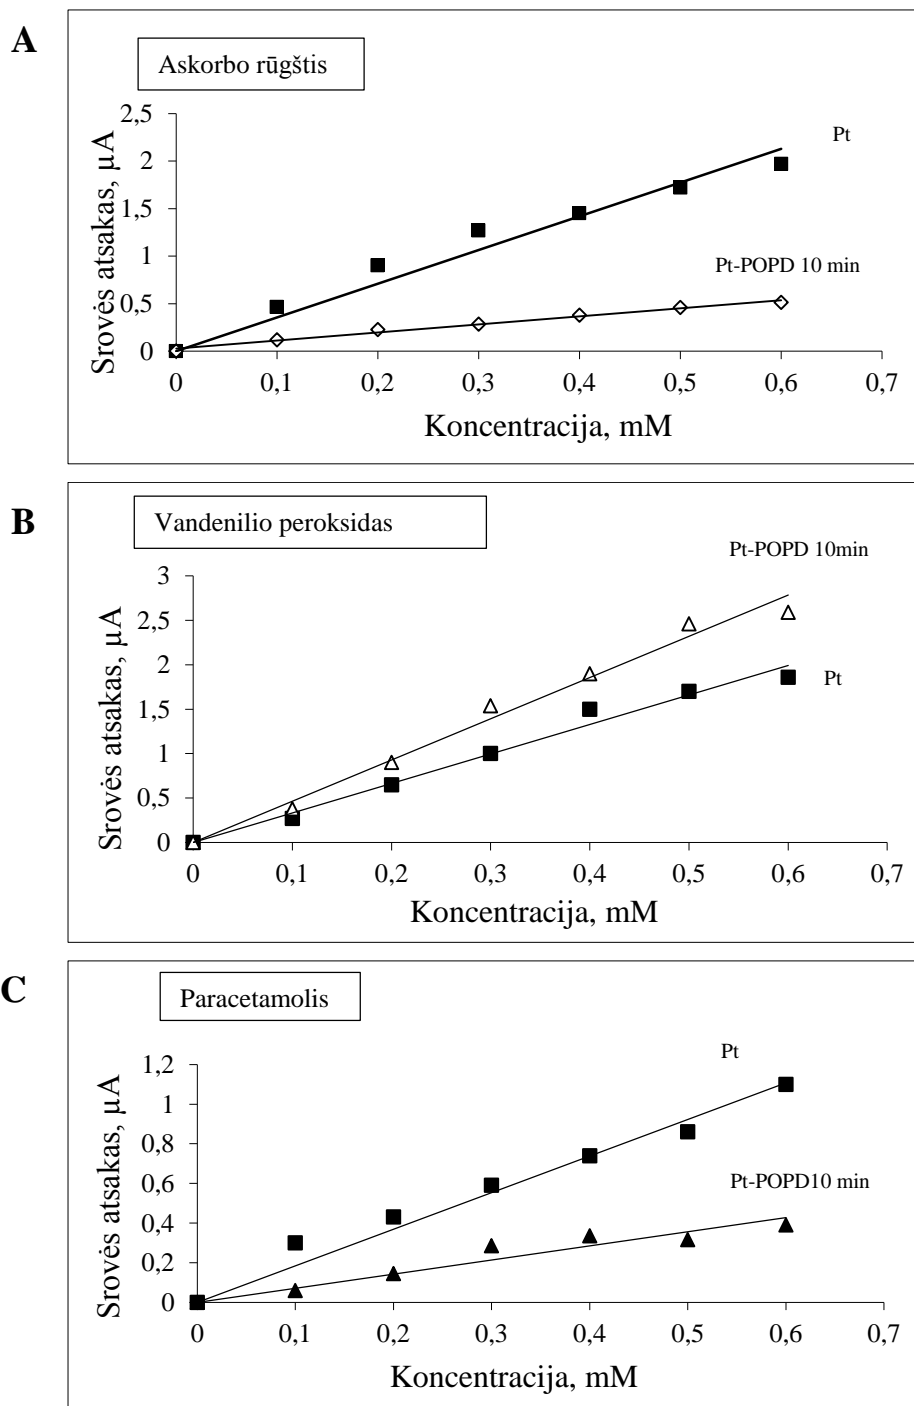 A
Askorbo rūgštis
Srovės atsakas, µA
2,5
2
1,5
1
0,5
0
Pt
Pt-POPD 10 min
0 0,1 0,2 0,3 0,4 0,5 0,6 0,7
Koncentracija, mM
B
Vandenilio peroksidas
Srovės atsakas, µA
3
2,5
2
1,5
1
0,5
0
Pt-POPD 10min
Pt
0 0,1 0,2 0,3 0,4 0,5 0,6 0,7
Koncentracija, mM
C
Paracetamolis
Srovės atsakas, µA
1,2
1
0,8
0,6
0,4
0,2
0
Pt
Pt-POPD10 min
0 0,1 0,2 0,3 0,4 0,5 0,6 0,7
Koncentracija, mM